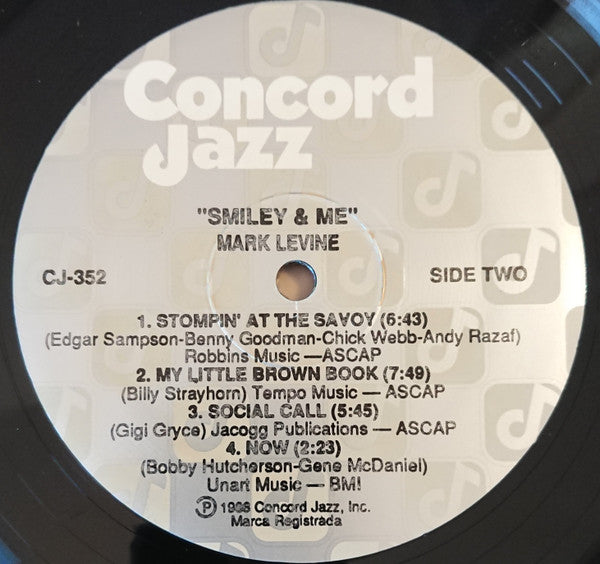 Concord
Jazz
"SMILEY & ME"
MARK LEVINE
CJ-352
SIDE TWO
1. STOMPIN' AT THE SAVOY (6:43)
(Edgar Sampson-Benny Goodman-Chick Webb-Andy Razaf)
Robbins Music —ASCAP
2. MY LITTLE BROWN BOOK (7:49)
(Billy Strayhorn) Tempo Music — ASCAP
3. SOCIAL CALL (5:45)
(Gigi Gryce) Jacogg Publications — ASCAP
4. NOW (2:23)
(Bobby Hutcherson-Gene McDaniel)
Unart Music — BMI
Ⓟ 1988 Concord Jazz, Inc.
Marca Registrada